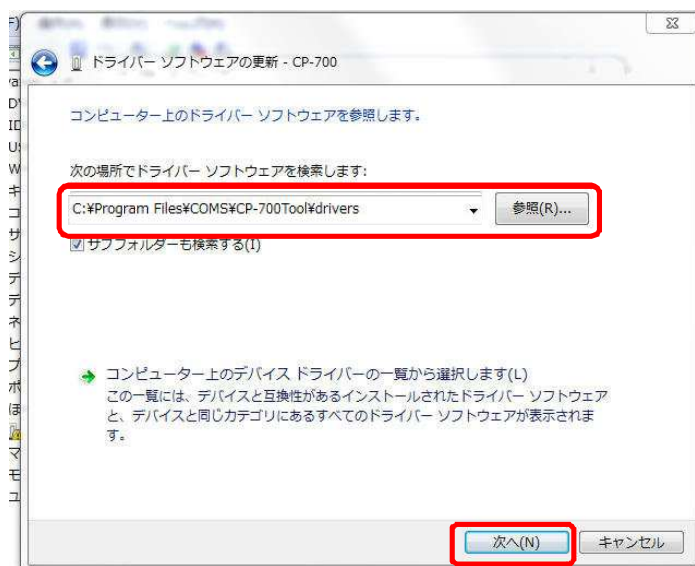 ドライバー ソフトウェアの更新 - CP-700
コンピューター上のドライバー ソフトウェアを参照します。
次の場所でドライバー ソフトウェアを検索します:
C:¥Program Files¥COMS¥CP-700Tool¥drivers
参照(R)...
サブフォルダーも検索する(I)
コンピューター上のデバイス ドライバーの一覧から選択します(L)
この一覧には、デバイスと互換性があるインストールされたドライバー ソフトウェア
と、デバイスと同じカテゴリにあるすべてのドライバー ソフトウェアが表示されま
す。
次へ(N)
キャンセル